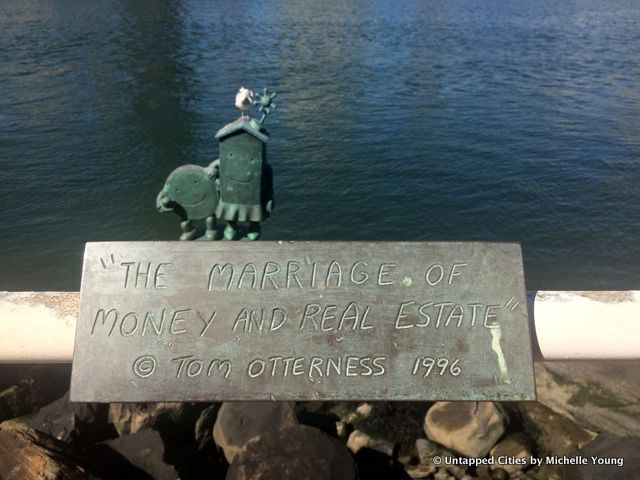 "THE MARRIAGE OF
MONEY AND REAL ESTATE"
© TOM OTTERNESS 1996
© Untapped Cities by Michelle Young